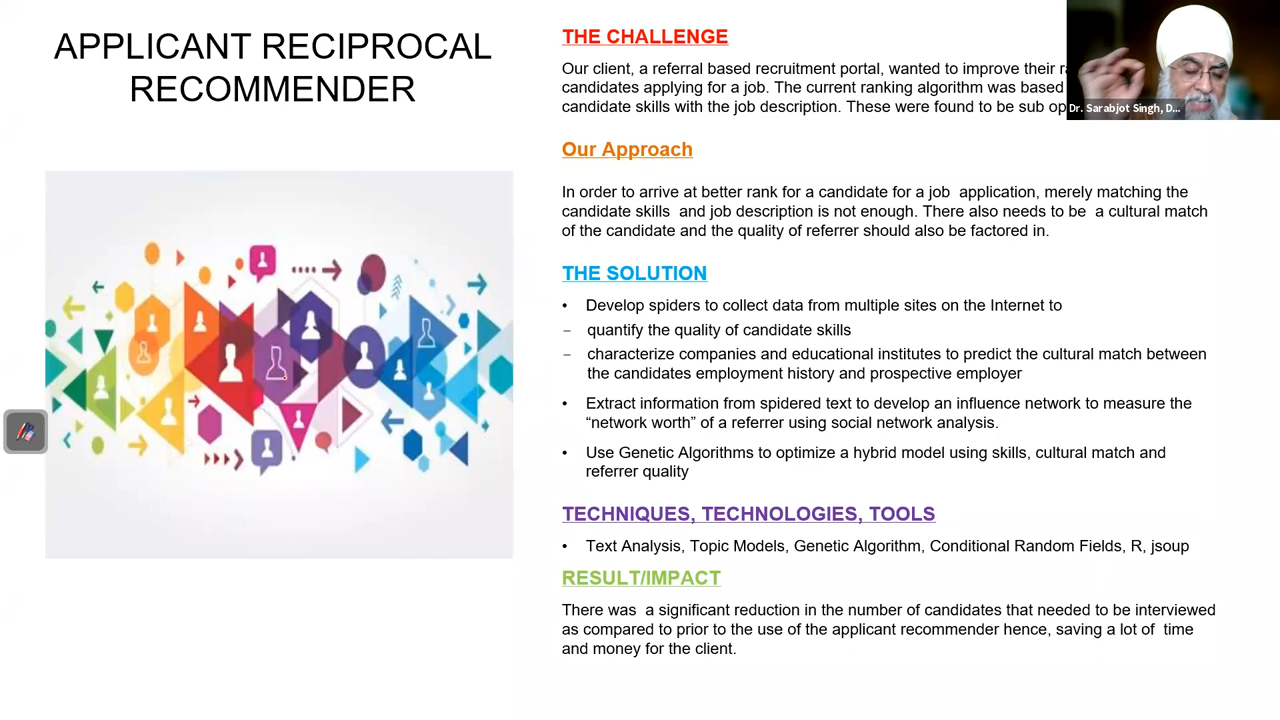 APPLICANT RECIPROCAL
RECOMMENDER
THE CHALLENGE
Our client, a referral based recruitment portal, wanted to improve their
candidates applying for a job. The current ranking algorithm was based
candidate skills with the job description. These were found to be sub
Dr. Sarabjot Singh, D...
Our Approach
In order to arrive at better rank for a candidate for a job application, merely matching the
candidate skills and job description is not enough. There also needs to be a cultural match
of the candidate and the quality of referrer should also be factored in.
THE SOLUTION
• Develop spiders to collect data from multiple sites on the Internet to
– quantify the quality of candidate skills
– characterize companies and educational institutes to predict the cultural match between
the candidates employment history and prospective employer
• Extract information from spidered text to develop an influence network to measure the
“network worth” of a referrer using social network analysis.
• Use Genetic Algorithms to optimize a hybrid model using skills, cultural match and
referrer quality
TECHNIQUES, TECHNOLOGIES, TOOLS
• Text Analysis, Topic Models, Genetic Algorithm, Conditional Random Fields, R, jsoup
RESULT/IMPACT
There was a significant reduction in the number of candidates that needed to be interviewed
as compared to prior to the use of the applicant recommender hence, saving a lot of time
and money for the client.